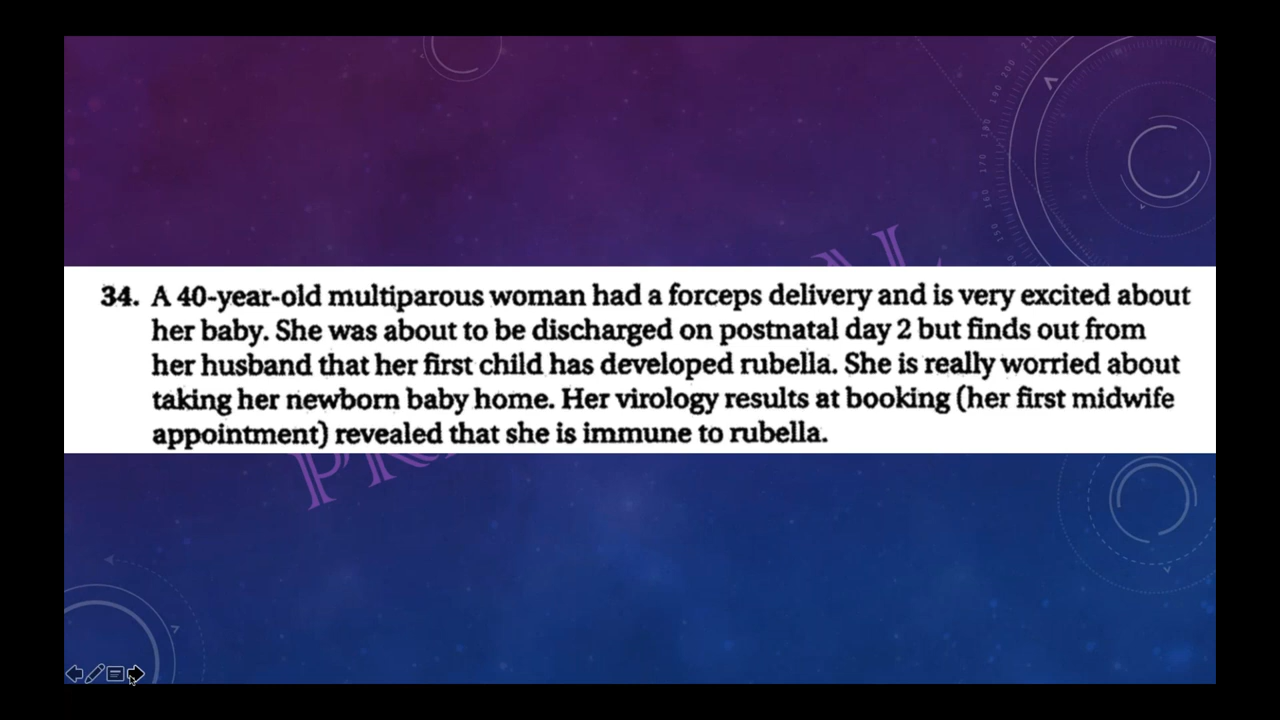 34. A 40-year-old multiparous woman had a forceps delivery and is very excited about
her baby. She was about to be discharged on postnatal day 2 but finds out from
her husband that her first child has developed rubella. She is really worried about
taking her newborn baby home. Her virology results at booking (her first midwife
appointment) revealed that she is immune to rubella.